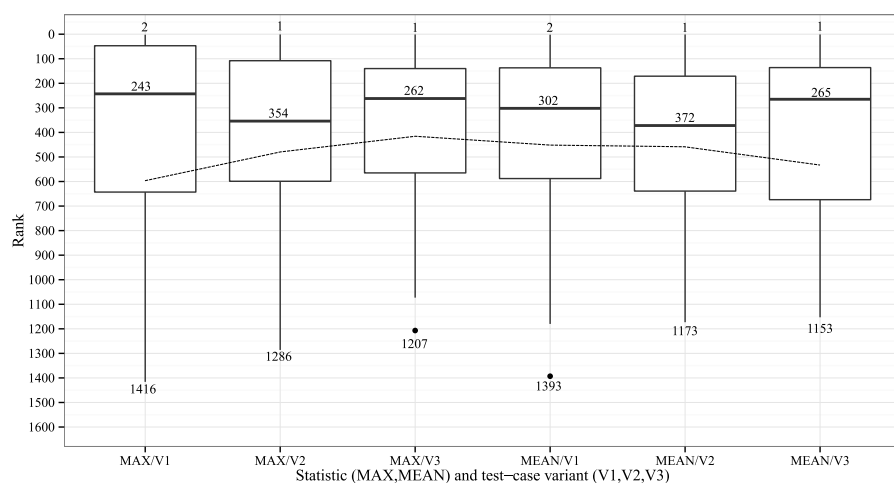 2 1 1 2 1 1
0
100
200
300
400
500
600
700
800
900
1000
1100
1200
1300
1400
1500
1600
Rank
243 354 262 302 372 265
1416 1286 1207 1393 1173 1153
MAX/V1 MAX/V2 MAX/V3 MEAN/V1 MEAN/V2 MEAN/V3
Statistic (MAX,MEAN) and test−case variant (V1,V2,V3)